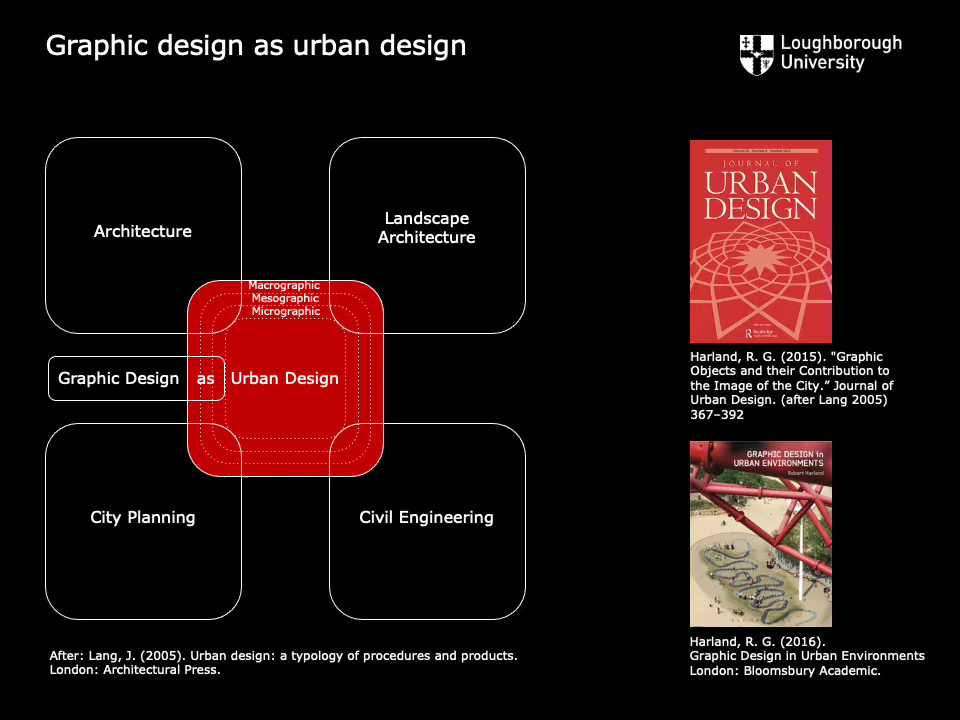 Graphic design as urban design
Loughborough
University
Architecture
Landscape
Architecture
Macrographic
Mesographic
Micrographic
Graphic Design as Urban Design
City Planning
Civil Engineering
After: Lang, J. (2005). Urban design: a typology of procedures and products.
London: Architectural Press.
JOURNAL OF
URBAN
DESIGN
Routledge
Harland, R. G. (2015). "Graphic
Objects and their Contribution to
the Image of the City.” Journal of
Urban Design. (after Lang 2005)
367–392
GRAPHIC DESIGN in
URBAN ENVIRONMENTS
Robert Harland
Harland, R. G. (2016).
Graphic Design in Urban Environments
London: Bloomsbury Academic.